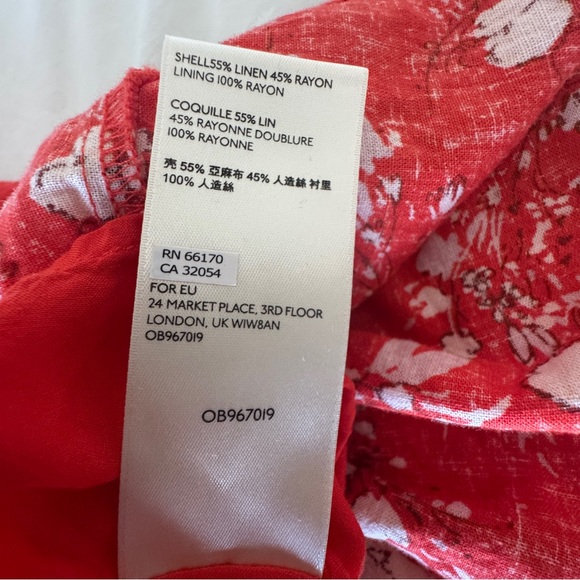 SHELL55% LINEN 45% RAYON
LINING 100% RAYON
COQUILLE 55% LIN
45% RAYONNE DOUBLURE
100% RAYONNE
壳 55% 亞麻布 45% 人造絲 衬里
100% 人造絲
RN 66170
CA 32054
FOR EU
24 MARKET PLACE, 3RD FLOOR
LONDON, UK W1W8AN
OB967019
OB967019